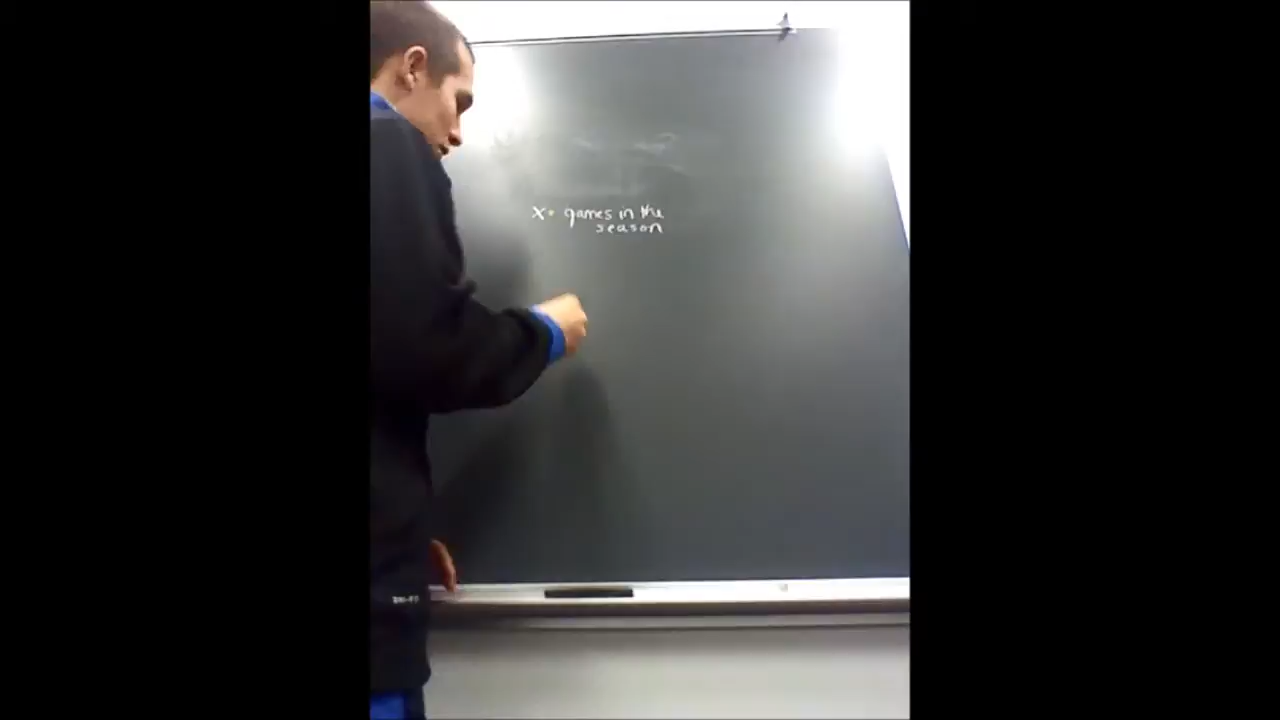 x = games in the
season